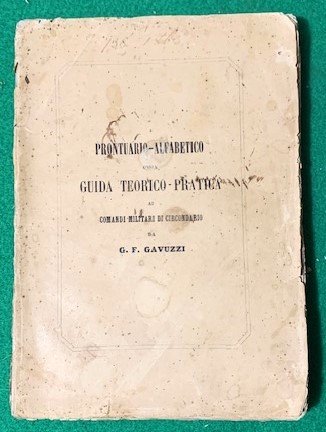 PRONTUARIO-ALFABETICO
OSSIA
GUIDA TEORICO-PRATICA
AI
COMANDI MILITARI DI CIRCONDARIO
DA
G. F. GAVUZZI